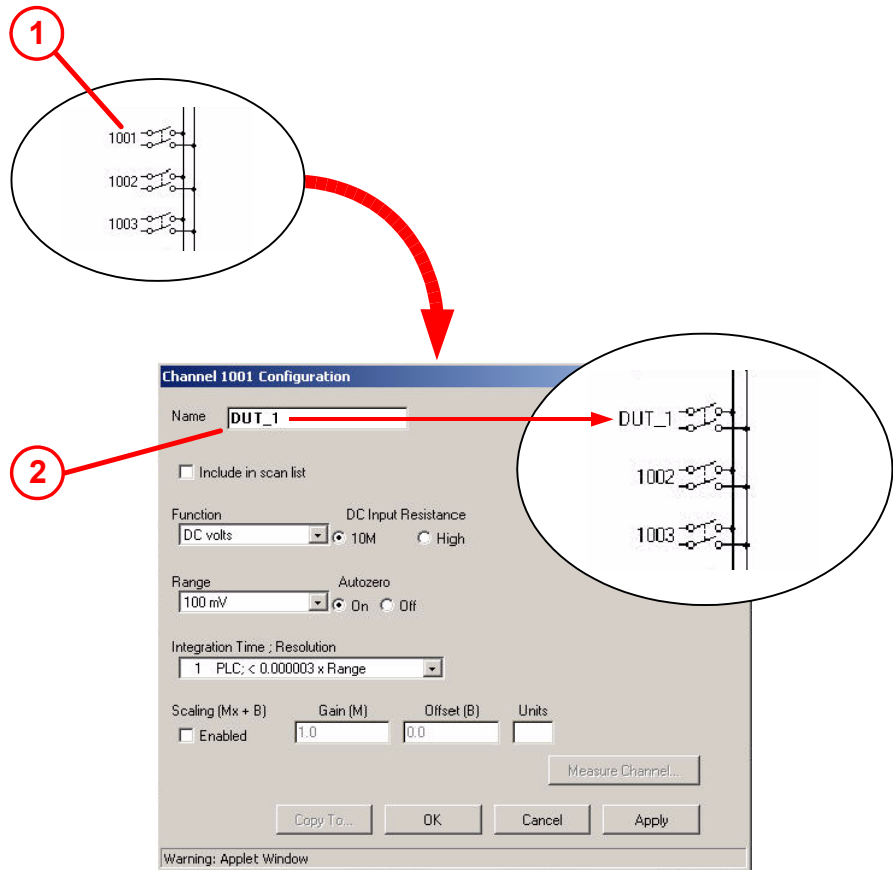 1
1001
1002
1003
Channel 1001 Configuration
Name DUT_1
DUT_1
1002
1003
2
Include in scan list
Function DC Input Resistance
DC volts 10M High
Range Autozero
100 mV On Off
Integration Time ; Resolution
1 PLC; < 0.000003 x Range
Scaling (Mx + B) Gain (M) Offset (B) Units
Enabled 1.0 0.0
Measure Channel...
Copy To... OK Cancel Apply
Warning: Applet Window